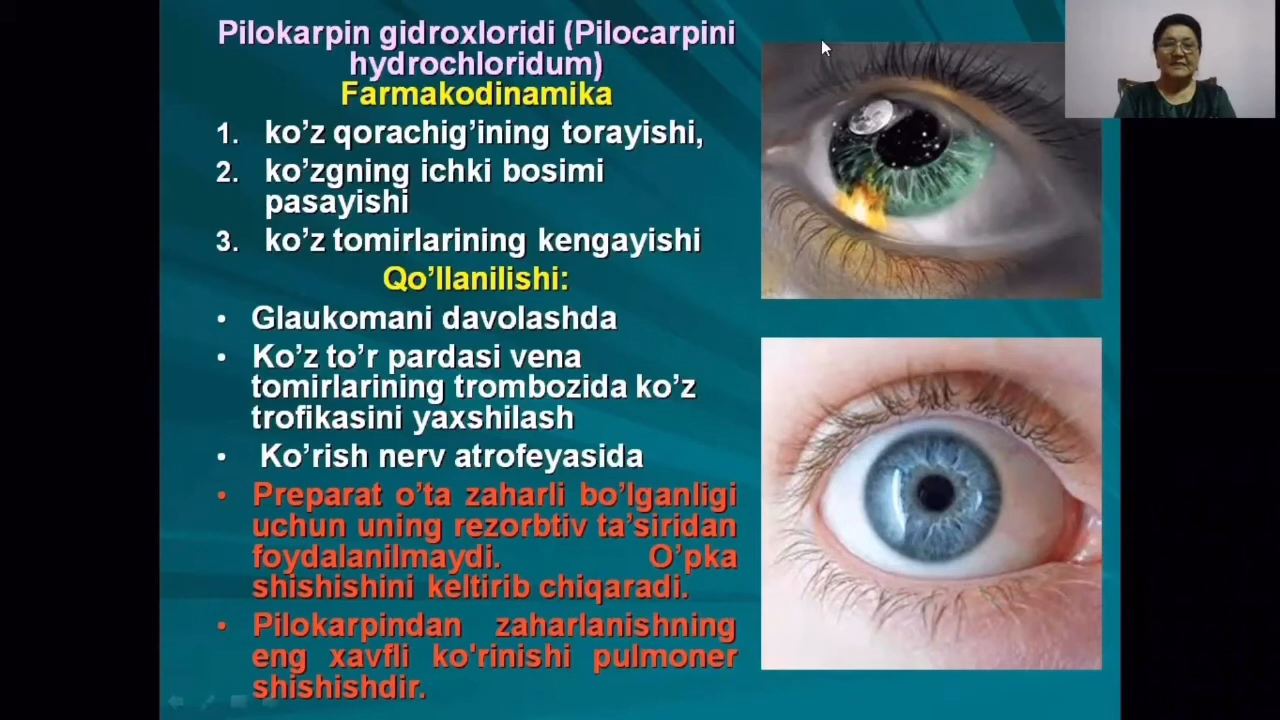 Pilokarpin gidroxloridi (Pilocarpini
hydrochloridum)
Farmakodinamika
1. ko’z qorachig’ining torayishi,
2. ko’zgning ichki bosimi
pasayishi
3. ko’z tomirlarining kengayishi
Qo’llanilishi:
• Glaukomani davolashda
• Ko’z to’r pardasi vena
tomirlarining trombozida ko’z
trofikasini yaxshilash
• Ko’rish nerv atrofeyasida
• Preparat o’ta zaharli bo’lganligi
uchun uning rezorbtiv ta’siridan
foydalanilmaydi. O’pka
shishishini keltirib chiqaradi.
• Pilokarpindan zaharlanishning
eng xavfli ko'rinishi pulmoner
shishishdir.